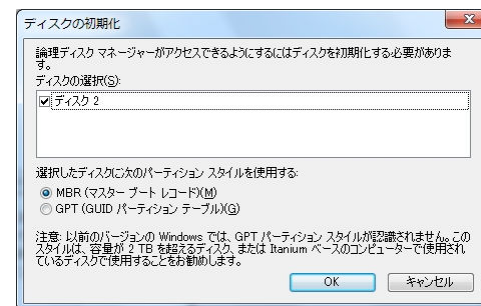 ディスクの初期化
論理ディスク マネージャーがアクセスできるようにするにはディスクを初期化する必要がありま
す。
ディスクの選択(S):
ディスク 2
選択したディスクに次のパーティション スタイルを使用する:
MBR (マスター ブート レコード)(M)
GPT (GUID パーティション テーブル)(G)
注意: 以前のバージョンの Windows では、GPT パーティション スタイルが認識されません。この
スタイルは、容量が 2 TB を超えるディスク、または Itanium ベースのコンピューターで使用され
ているディスクで使用することをお勧めします。
OK
キャンセル